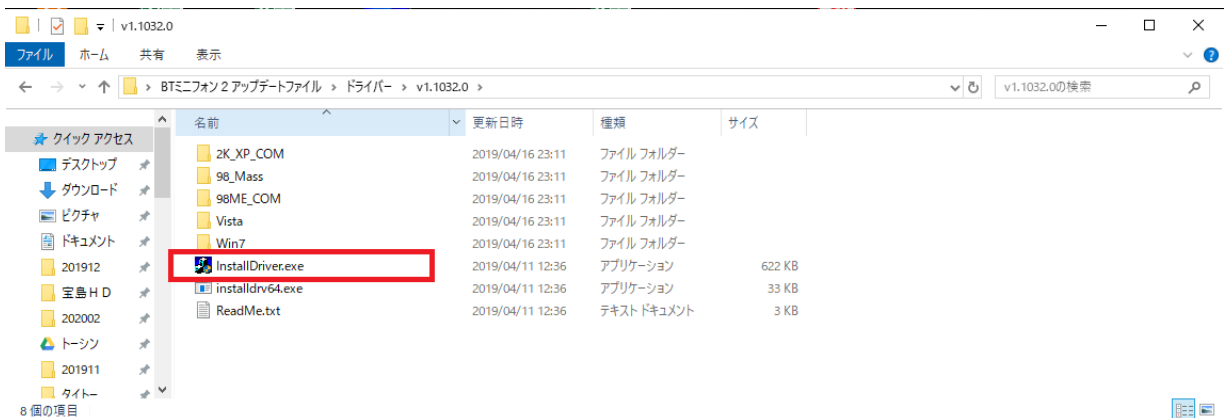 v1.1032.0
ファイル ホーム 共有 表示
BTミニフォン２アップデートファイル › ドライバー › v1.1032.0 › v1.1032.0の検索
名前 更新日時 種類 サイズ
クイック アクセス
デスクトップ
ダウンロード
ピクチャ
ドキュメント
201912
宝島ＨＤ
202002
トーシン
201911
タイトー
2K_XP_COM 2019/04/16 23:11 ファイル フォルダー
98_Mass 2019/04/16 23:11 ファイル フォルダー
98ME_COM 2019/04/16 23:11 ファイル フォルダー
Vista 2019/04/16 23:11 ファイル フォルダー
Win7 2019/04/16 23:11 ファイル フォルダー
InstallDriver.exe 2019/04/11 12:36 アプリケーション 622 KB
installdrv64.exe 2019/04/11 12:36 アプリケーション 33 KB
ReadMe.txt 2019/04/11 12:36 テキスト ドキュメント 3 KB
8 個の項目